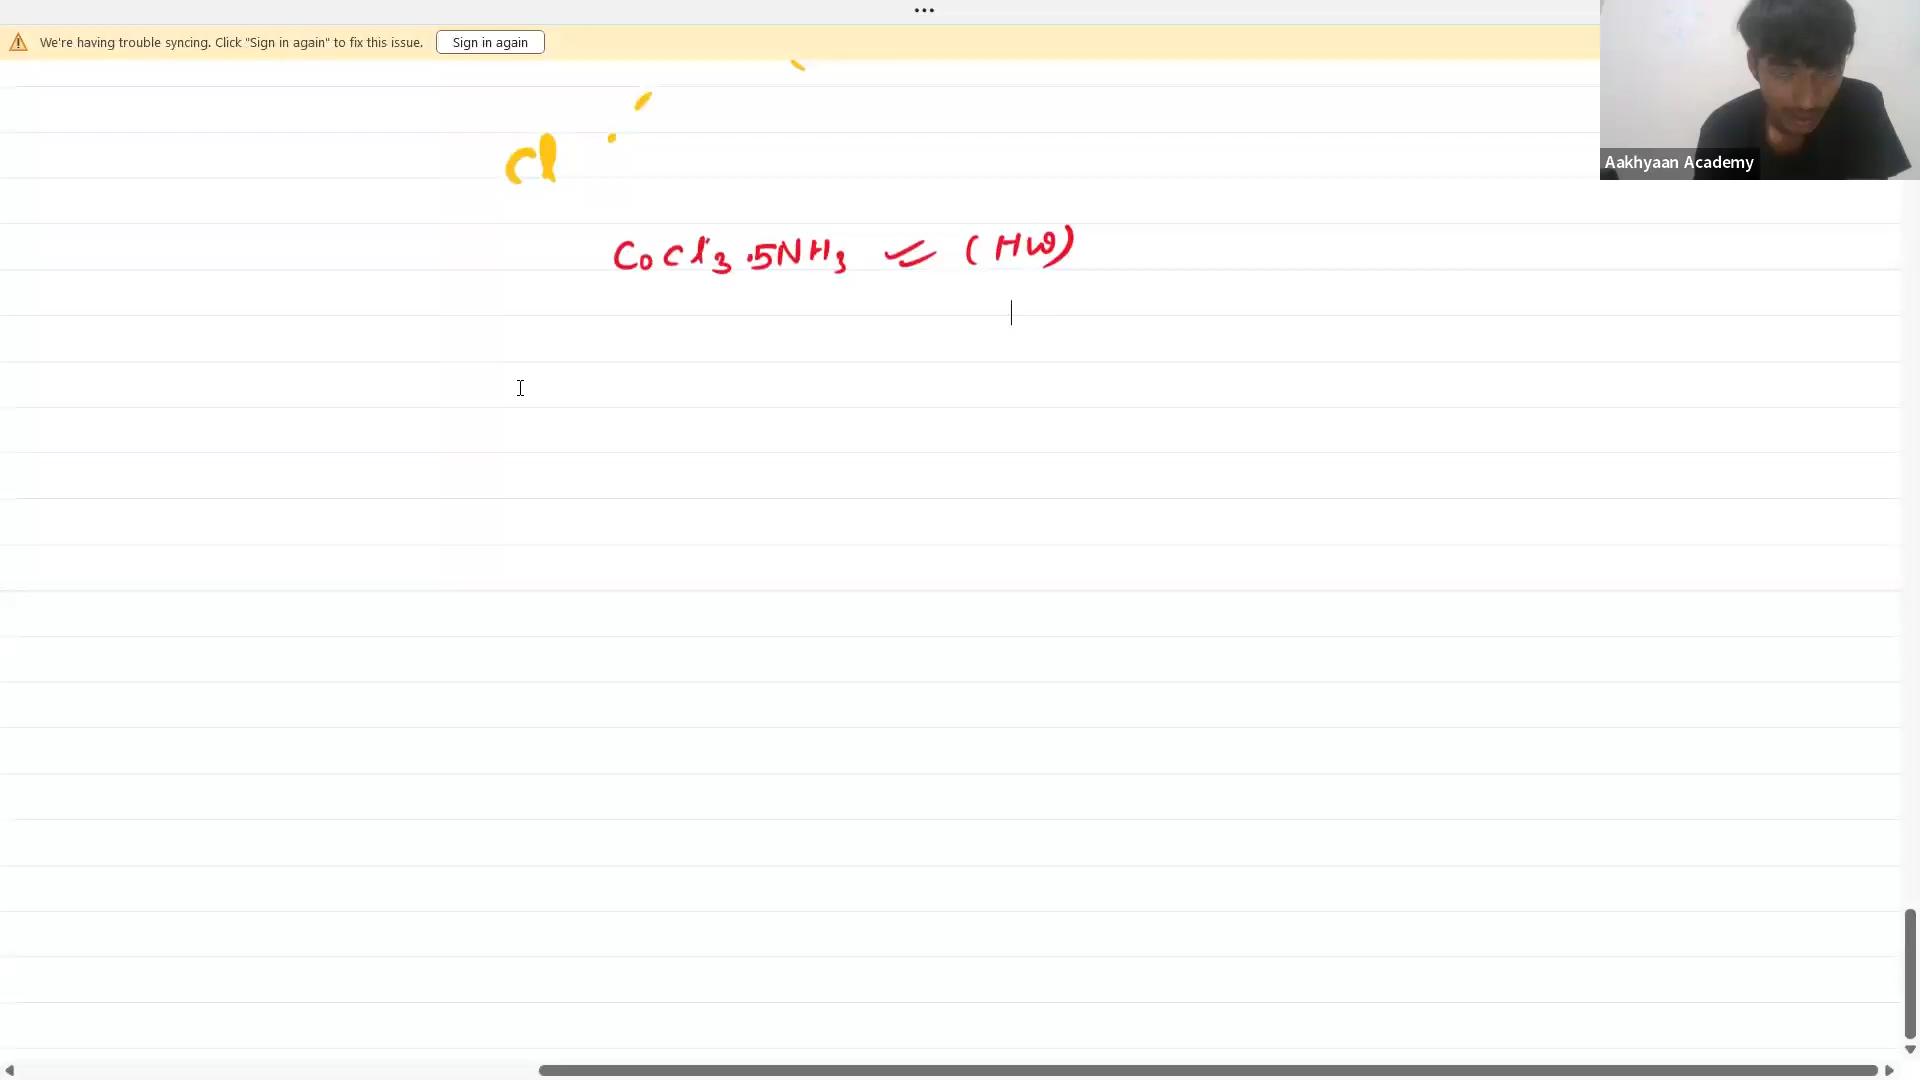 We're having trouble syncing. Click "Sign in again" to fix this issue. Sign in again
Aakhyaan Academy
Cl
CoCl₃.5NH₃ (HW)